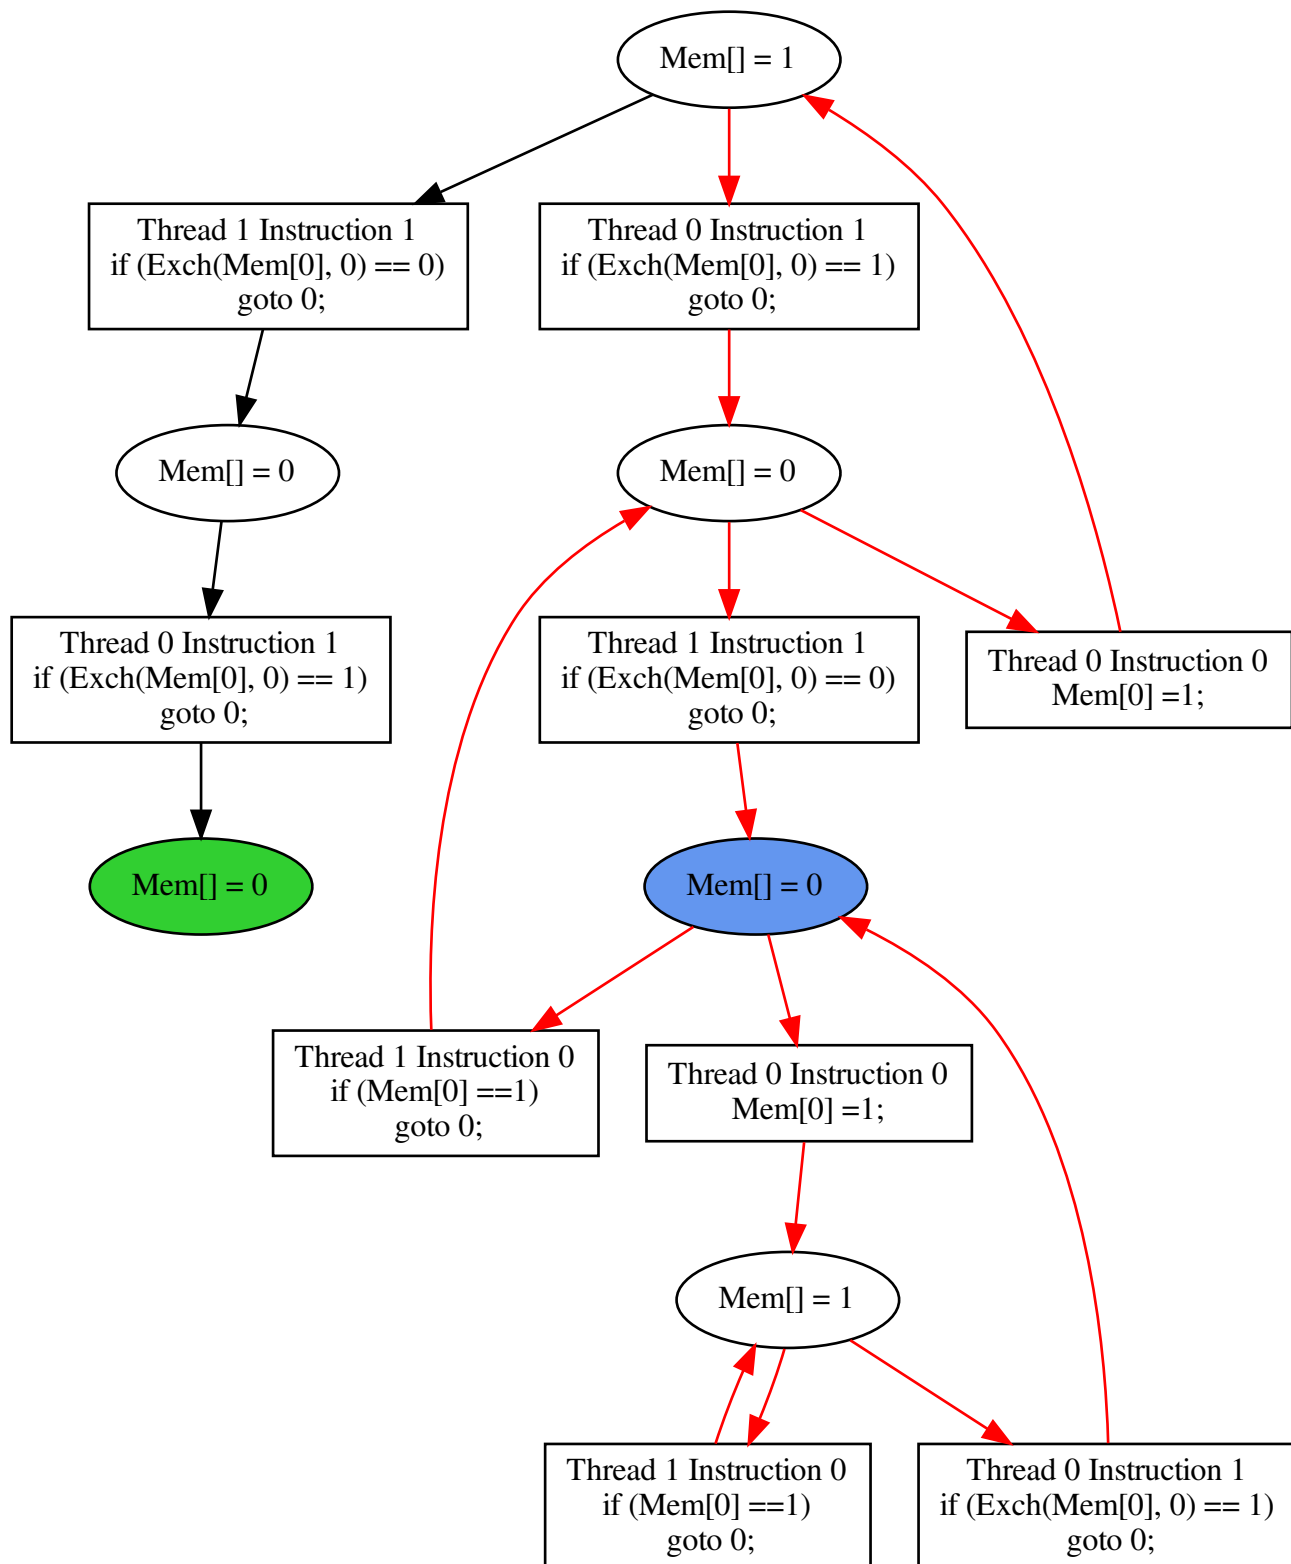 Mem[] = 1
Thread 1 Instruction 1
if (Exch(Mem[0], 0) == 0)
goto 0;
Thread 0 Instruction 1
if (Exch(Mem[0], 0) == 1)
goto 0;
Mem[] = 0
Mem[] = 0
Thread 0 Instruction 1
if (Exch(Mem[0], 0) == 1)
goto 0;
Thread 1 Instruction 1
if (Exch(Mem[0], 0) == 0)
goto 0;
Thread 0 Instruction 0
Mem[0] =1;
Mem[] = 0
Mem[] = 0
Thread 1 Instruction 0
if (Mem[0] ==1)
goto 0;
Thread 0 Instruction 0
Mem[0] =1;
Mem[] = 1
Thread 1 Instruction 0
if (Mem[0] ==1)
goto 0;
Thread 0 Instruction 1
if (Exch(Mem[0], 0) == 1)
goto 0;